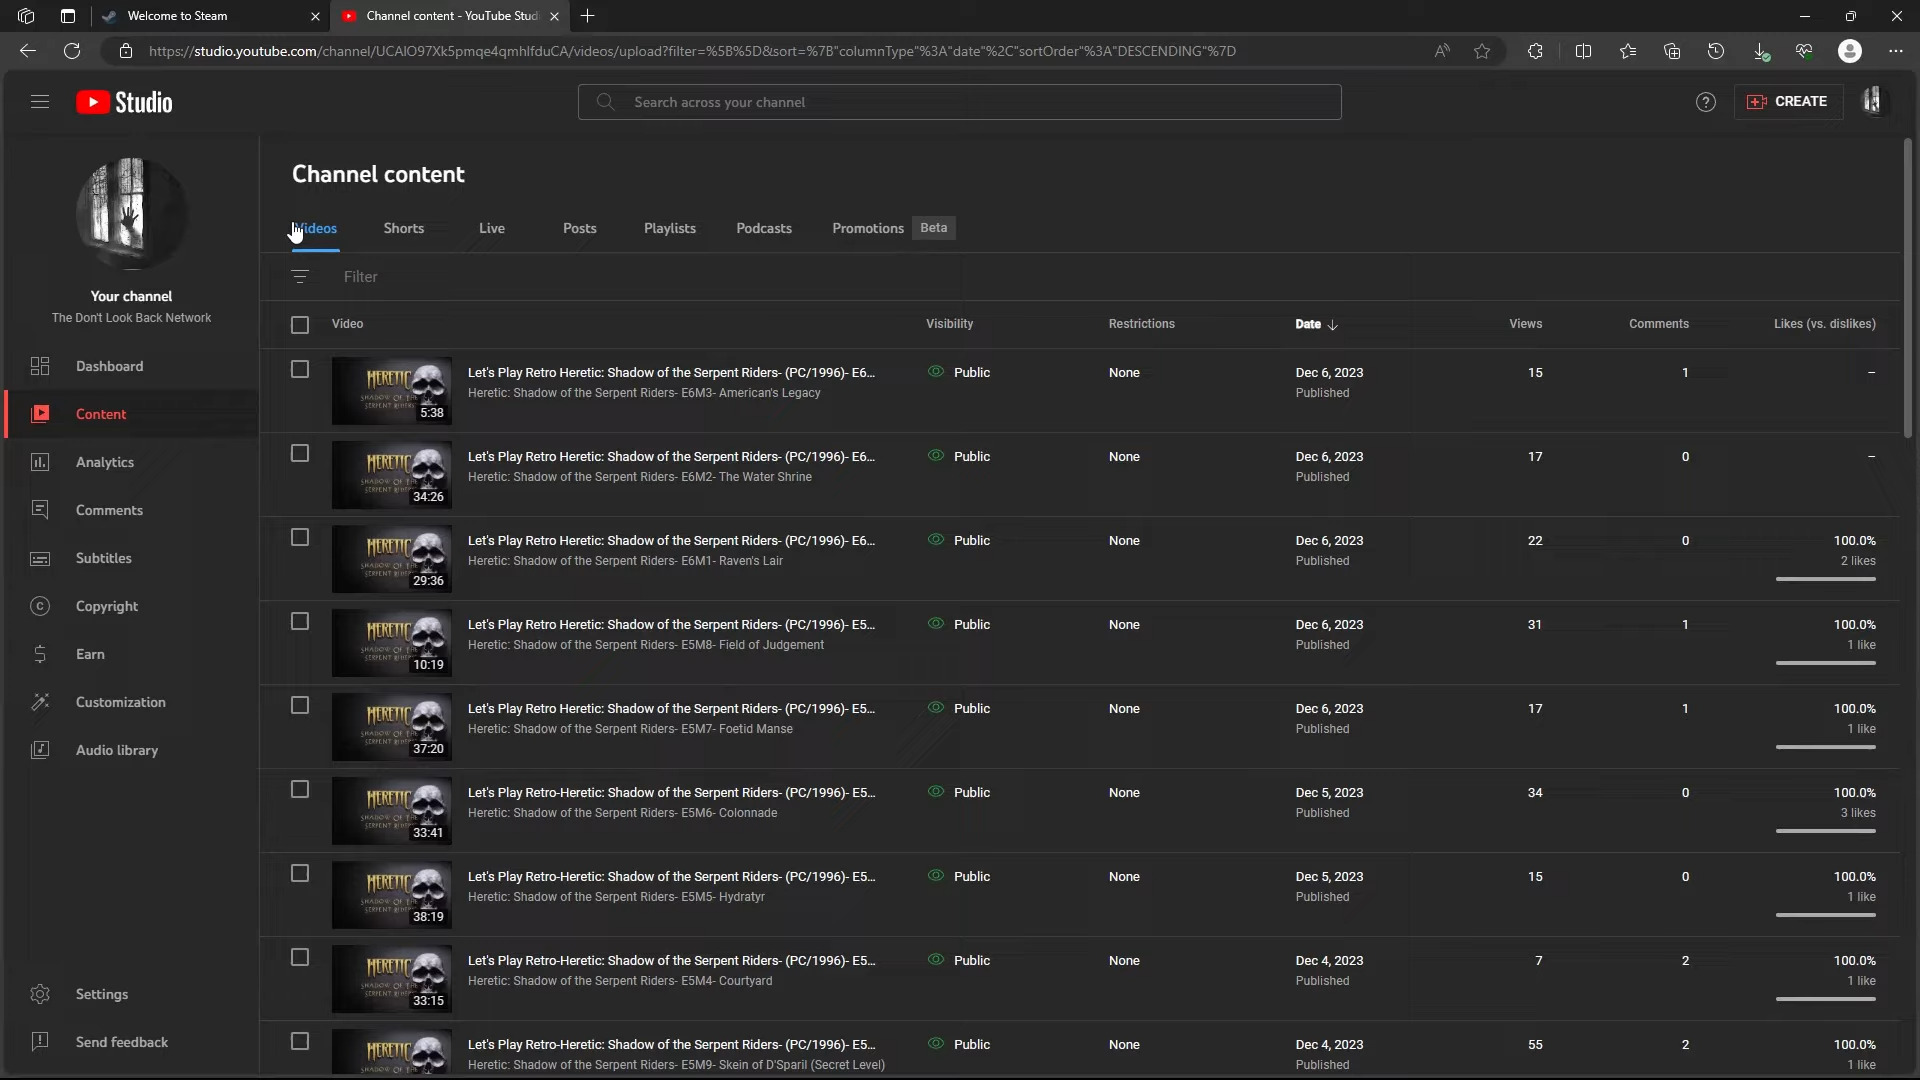 Welcome to Steam
Channel content - YouTube Stud
https://studio.youtube.com/channel/UCAIO97Xk5pmqe4qmhIfduCA/videos/upload?filter=%5B%5D&sort=%7B"columnType"%3A"date"%2C"sortOrder"%3A"DESCENDING"%7D
Studio
Search across your channel
CREATE
Your channel
The Don't Look Back Network
Dashboard
Content
Analytics
Comments
Subtitles
Copyright
Earn
Customization
Audio library
Settings
Send feedback
Channel content
Videos Shorts Live Posts Playlists Podcasts Promotions Beta
Filter
Video Visibility Restrictions Date Views Comments Likes (vs. dislikes)
HERETIC 5:38
Let's Play Retro Heretic: Shadow of the Serpent Riders- (PC/1996)- E6... Public None Dec 6, 2023 15 1 –
Heretic: Shadow of the Serpent Riders- E6M3- American's Legacy Published
HERETIC 34:26
Let's Play Retro Heretic: Shadow of the Serpent Riders- (PC/1996)- E6... Public None Dec 6, 2023 17 0 –
Heretic: Shadow of the Serpent Riders- E6M2- The Water Shrine Published
HERETIC 29:36
Let's Play Retro Heretic: Shadow of the Serpent Riders- (PC/1996)- E6... Public None Dec 6, 2023 22 0 100.0%
Heretic: Shadow of the Serpent Riders- E6M1- Raven's Lair Published 2 likes
HERETIC 10:19
Let's Play Retro Heretic: Shadow of the Serpent Riders- (PC/1996)- E5... Public None Dec 6, 2023 31 1 100.0%
Heretic: Shadow of the Serpent Riders- E5M8- Field of Judgement Published 1 like
HERETIC 37:20
Let's Play Retro Heretic: Shadow of the Serpent Riders- (PC/1996)- E5... Public None Dec 6, 2023 17 1 100.0%
Heretic: Shadow of the Serpent Riders- E5M7- Foetid Manse Published 1 like
HERETIC 33:41
Let's Play Retro-Heretic: Shadow of the Serpent Riders- (PC/1996)- E5... Public None Dec 5, 2023 34 0 100.0%
Heretic: Shadow of the Serpent Riders- E5M6- Colonnade Published 3 likes
HERETIC 38:19
Let's Play Retro-Heretic: Shadow of the Serpent Riders- (PC/1996)- E5... Public None Dec 5, 2023 15 0 100.0%
Heretic: Shadow of the Serpent Riders- E5M5- Hydratyr Published 1 like
HERETIC 33:15
Let's Play Retro-Heretic: Shadow of the Serpent Riders- (PC/1996)- E5... Public None Dec 4, 2023 7 2 100.0%
Heretic: Shadow of the Serpent Riders- E5M4- Courtyard Published 1 like
HERETIC
Let's Play Retro-Heretic: Shadow of the Serpent Riders- (PC/1996)- E5... Public None Dec 4, 2023 55 2 100.0%
Heretic: Shadow of the Serpent Riders- E5M9- Skein of D'Sparil (Secret Level) Published 1 like